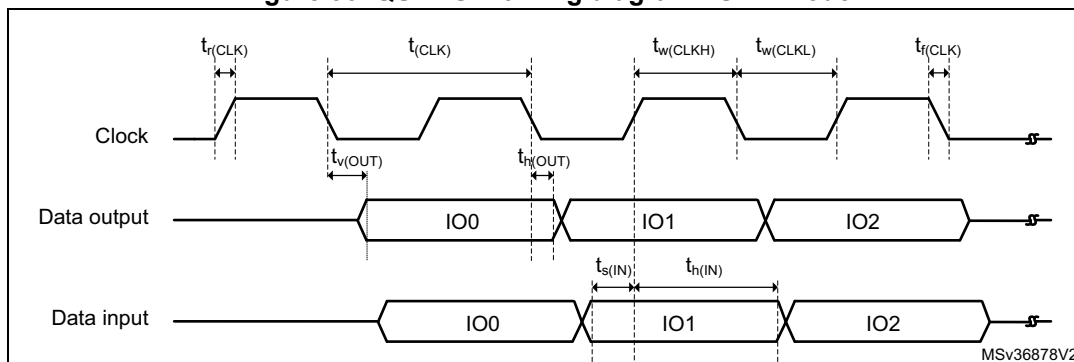 t_r(CLK) t_(CLK) t_w(CLKH) t_w(CLKL) t_f(CLK)
Clock
t_v(OUT) t_h(OUT)
Data output IO0 IO1 IO2
t_s(IN) t_h(IN)
Data input IO0 IO1 IO2
MSv36878V2